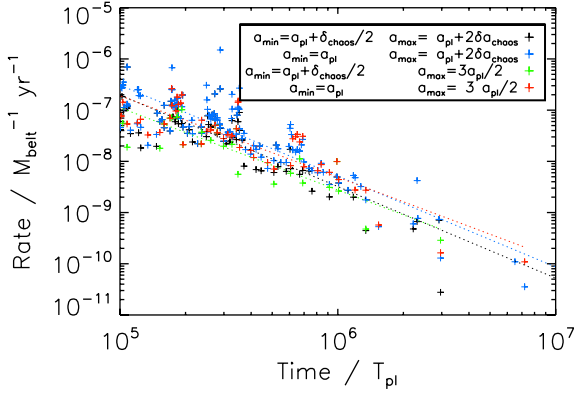 10⁻⁵
10⁻⁶
10⁻⁷
10⁻⁸
10⁻⁹
10⁻¹⁰
10⁻¹¹
Rate / M_belt⁻¹ yr⁻¹
a_min=a_pl+δ_chaos/2 a_max= a_pl+2δa_chaos +
a_min=a_pl a_max= a_pl+2δa_chaos +
a_min=a_pl+δ_chaos/2 a_max=3a_pl/2 +
a_min=a_pl a_max= 3 a_pl/2 +
10⁵ 10⁶ 10⁷
Time / T_pl